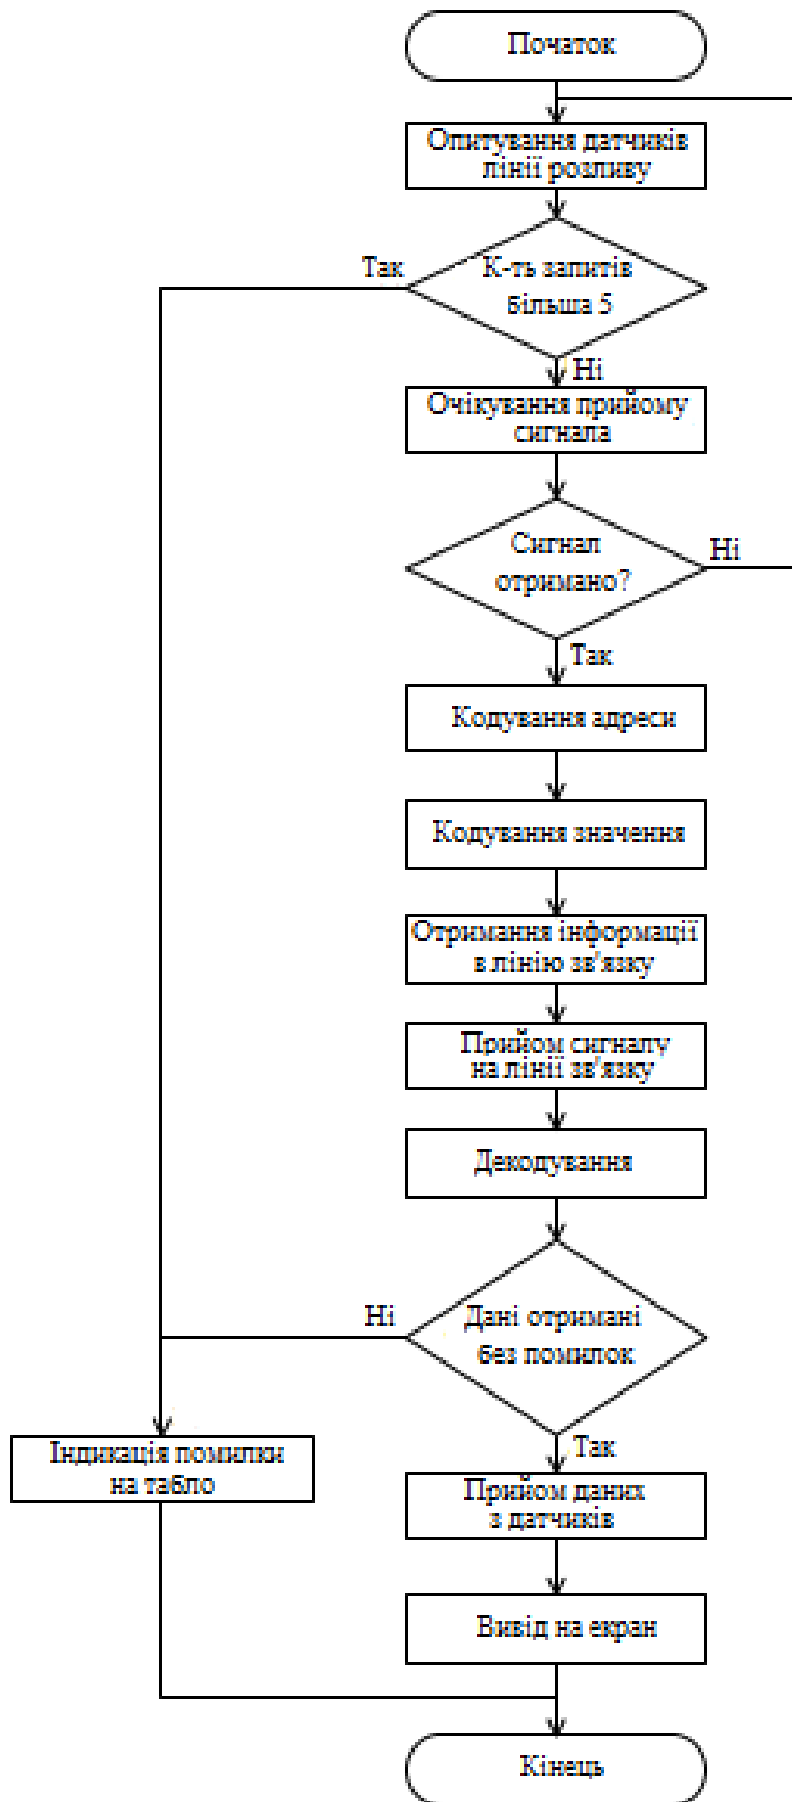 Початок
Опитування датчиків
лінії розливу
Так
К-ть запитів
більша 5
Ні
Очікування прийому
сигнала
Сигнал
отримано?
Ні
Так
Кодування адреси
Кодування значення
Отримання інформації
в лінію зв'язку
Прийом сигналу
на лінії зв'язку
Декодування
Ні
Дані отримані
без помилок
Так
Індикація помилки
на табло
Прийом даних
з датчиків
Вивід на екран
Кінець